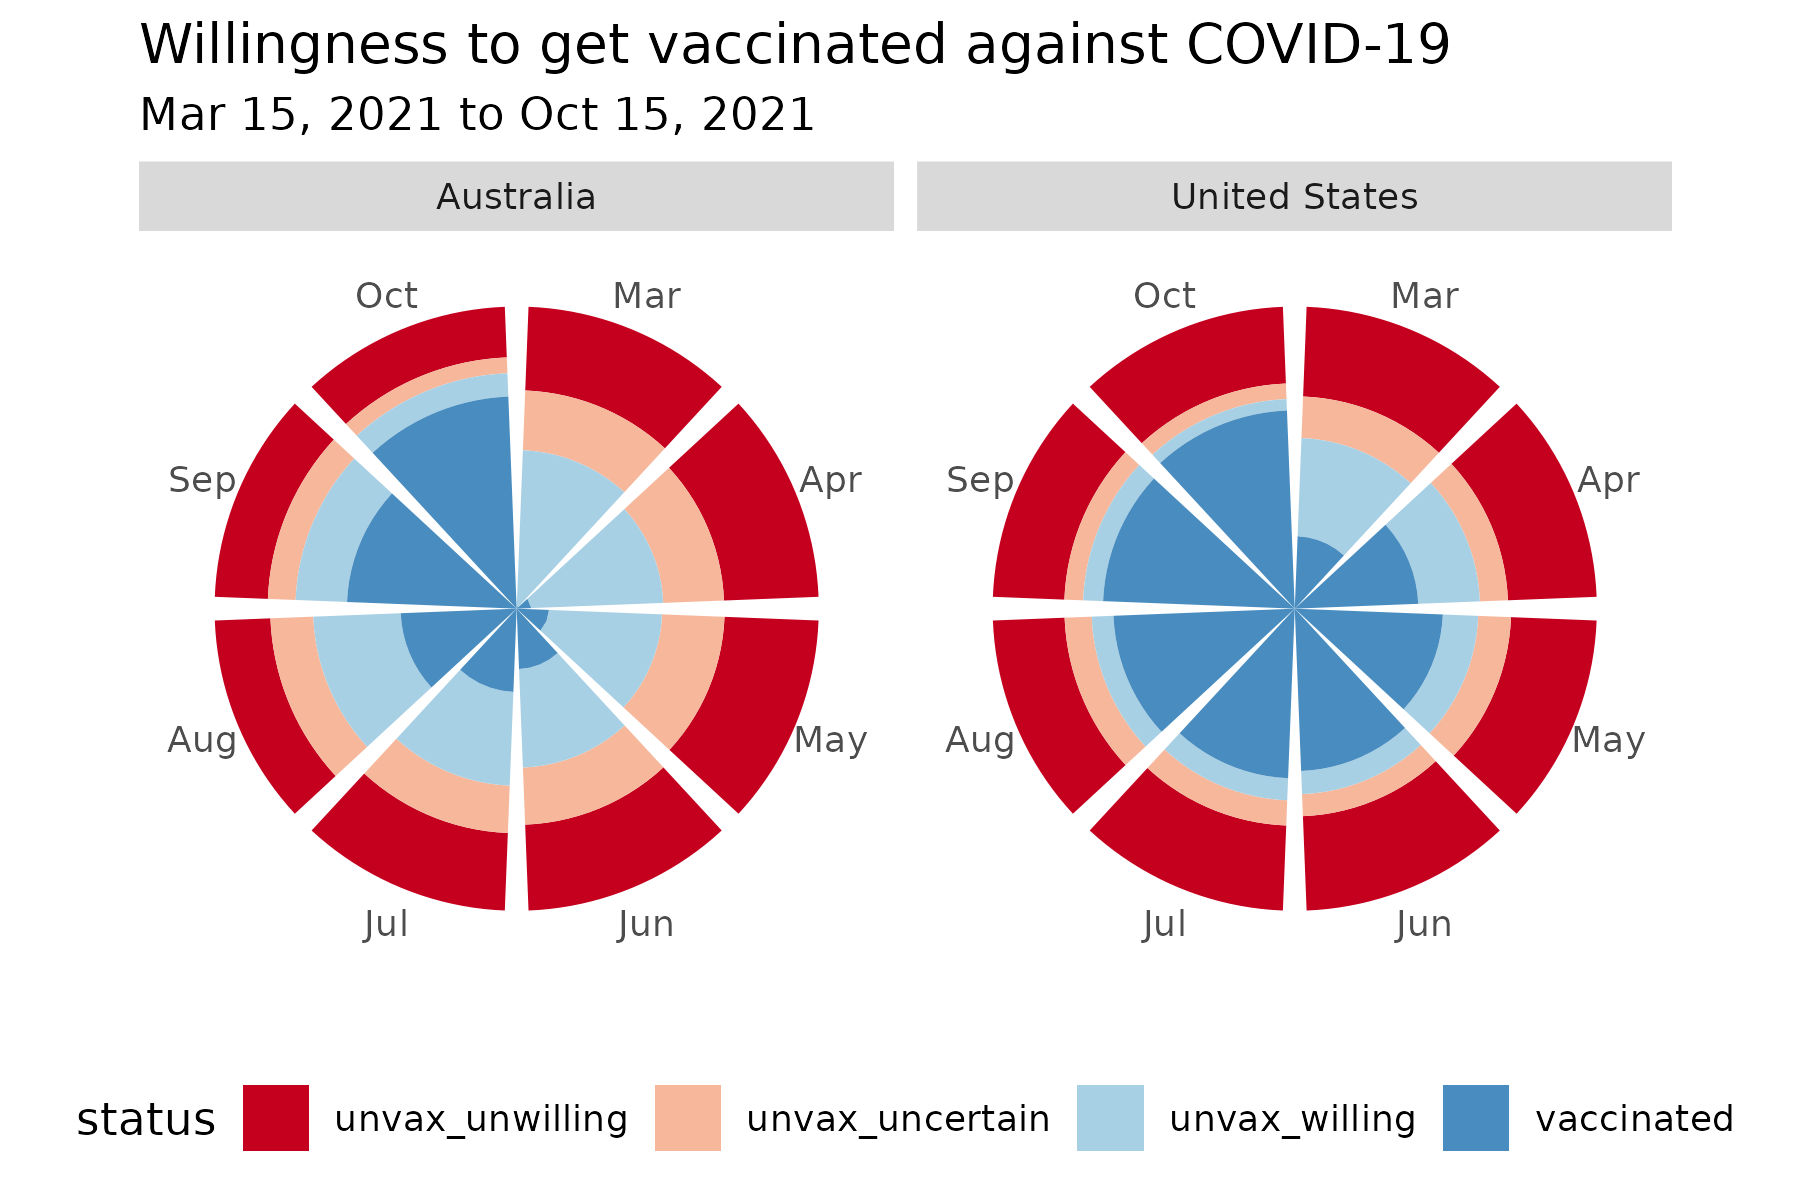 Willingness to get vaccinated against COVID-19
Mar 15, 2021 to Oct 15, 2021
Australia
United States
Oct
Mar
Sep
Apr
Aug
May
Jul
Jun
Oct
Mar
Sep
Apr
Aug
May
Jul
Jun
status
unvax_unwilling
unvax_uncertain
unvax_willing
vaccinated